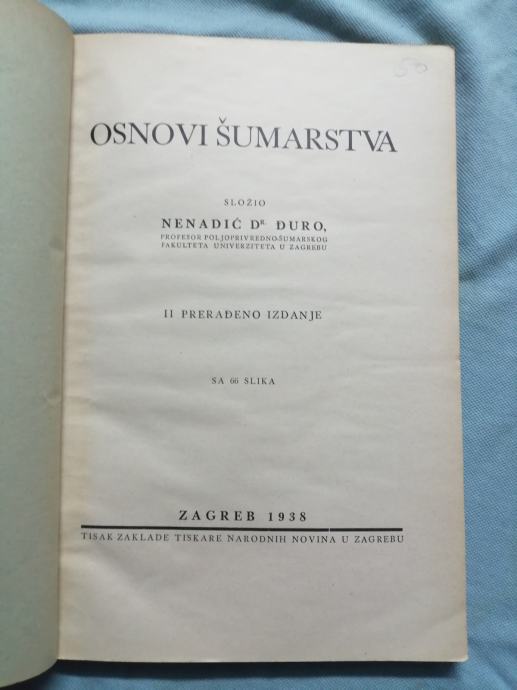 50
OSNOVI ŠUMARSTVA
SLOŽIO
NENADIĆ DR. ĐURO,
PROFESOR POLJOPRIVREDNO-ŠUMARSKOG
FAKULTETA UNIVERZITETA U ZAGREBU
II PRERAĐENO IZDANJE
SA 66 SLIKA
ZAGREB 1938
TISAK ZAKLADE TISKARE NARODNIH NOVINA U ZAGREBU